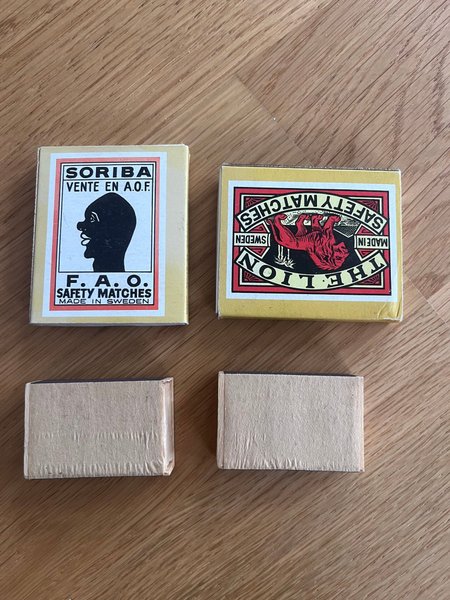 SORIBA
VENTE EN A.O.F.
F. A. O.
SAFETY MATCHES
MADE IN SWEDEN
THE LION
MADE IN
SWEDEN
SAFETY MATCHES